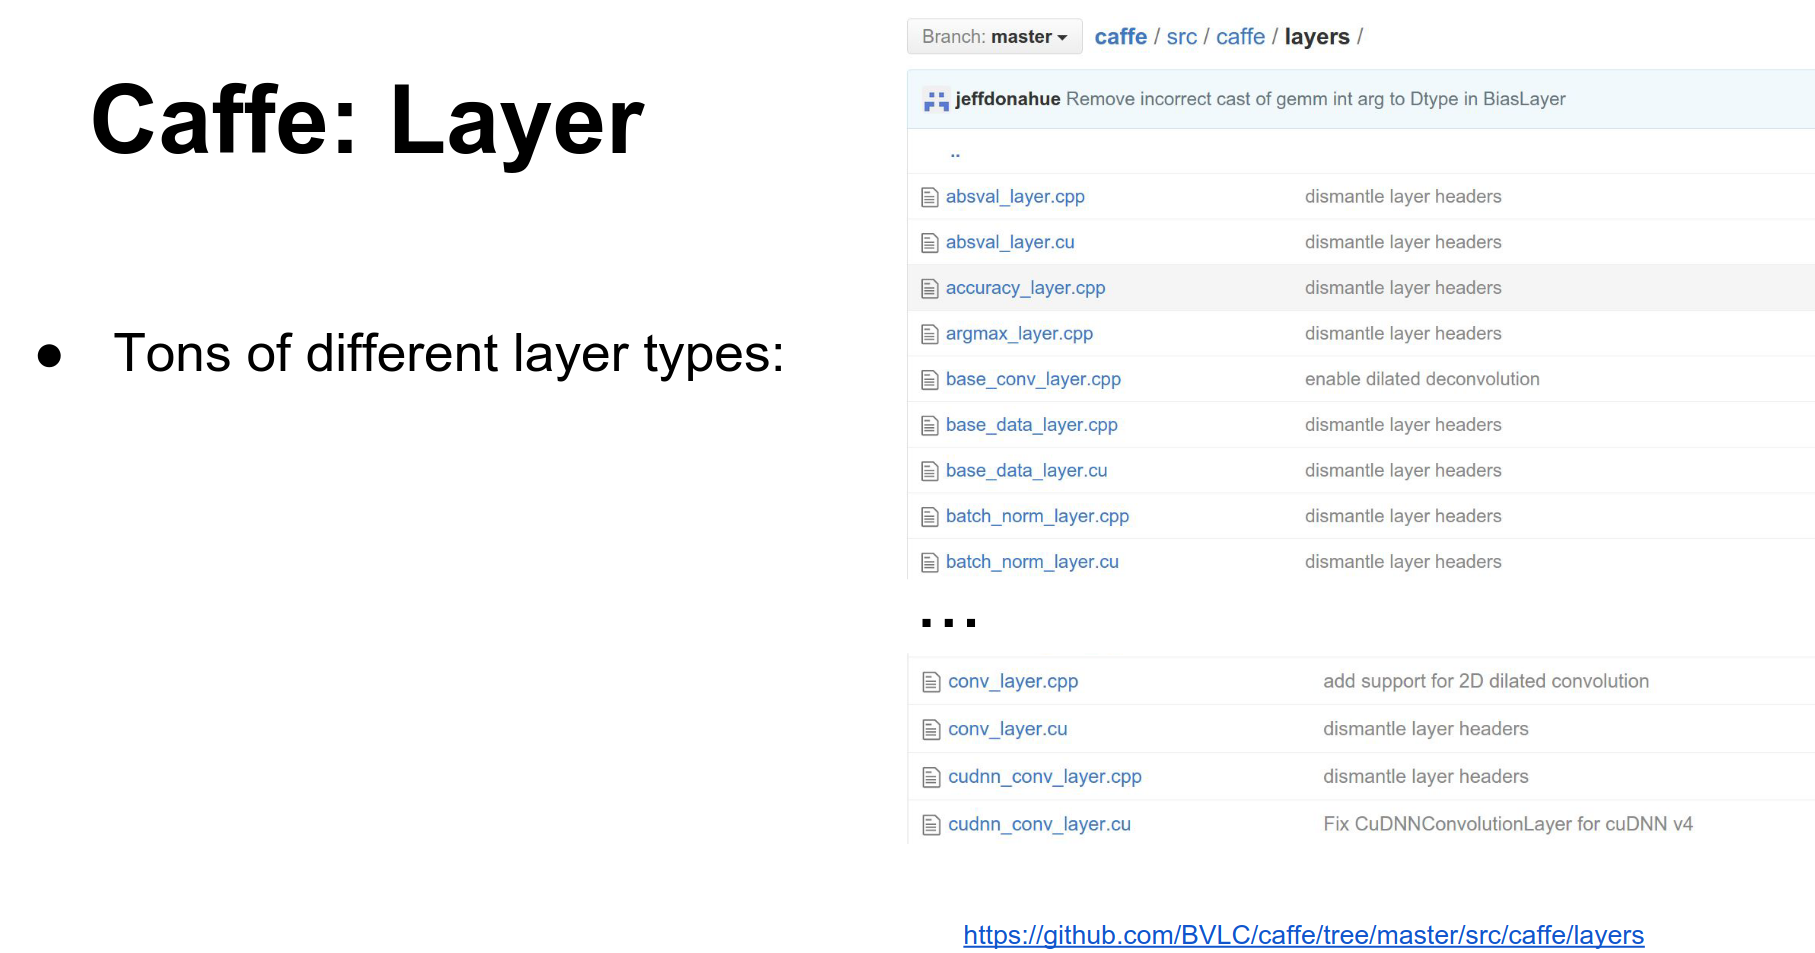 Caffe: Layer
● Tons of different layer types:
Branch: master caffe / src / caffe / layers /
jeffdonahue Remove incorrect cast of gemm int arg to Dtype in BiasLayer
..
absval_layer.cpp dismantle layer headers
absval_layer.cu dismantle layer headers
accuracy_layer.cpp dismantle layer headers
argmax_layer.cpp dismantle layer headers
base_conv_layer.cpp enable dilated deconvolution
base_data_layer.cpp dismantle layer headers
base_data_layer.cu dismantle layer headers
batch_norm_layer.cpp dismantle layer headers
batch_norm_layer.cu dismantle layer headers
...
conv_layer.cpp add support for 2D dilated convolution
conv_layer.cu dismantle layer headers
cudnn_conv_layer.cpp dismantle layer headers
cudnn_conv_layer.cu Fix CuDNNConvolutionLayer for cuDNN v4
https://github.com/BVLC/caffe/tree/master/src/caffe/layers